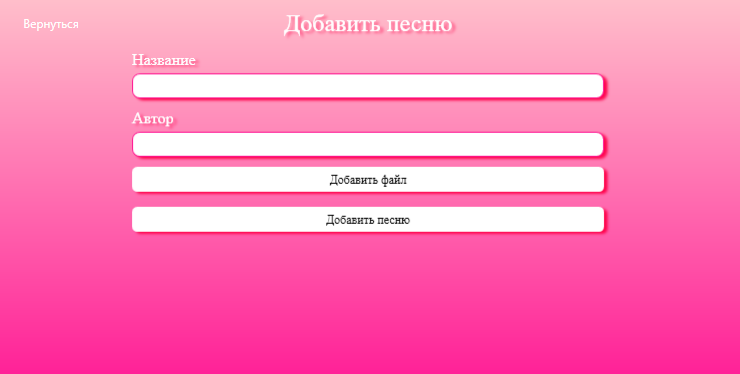 Вернуться
Добавить песню
Название
Автор
Добавить файл
Добавить песню